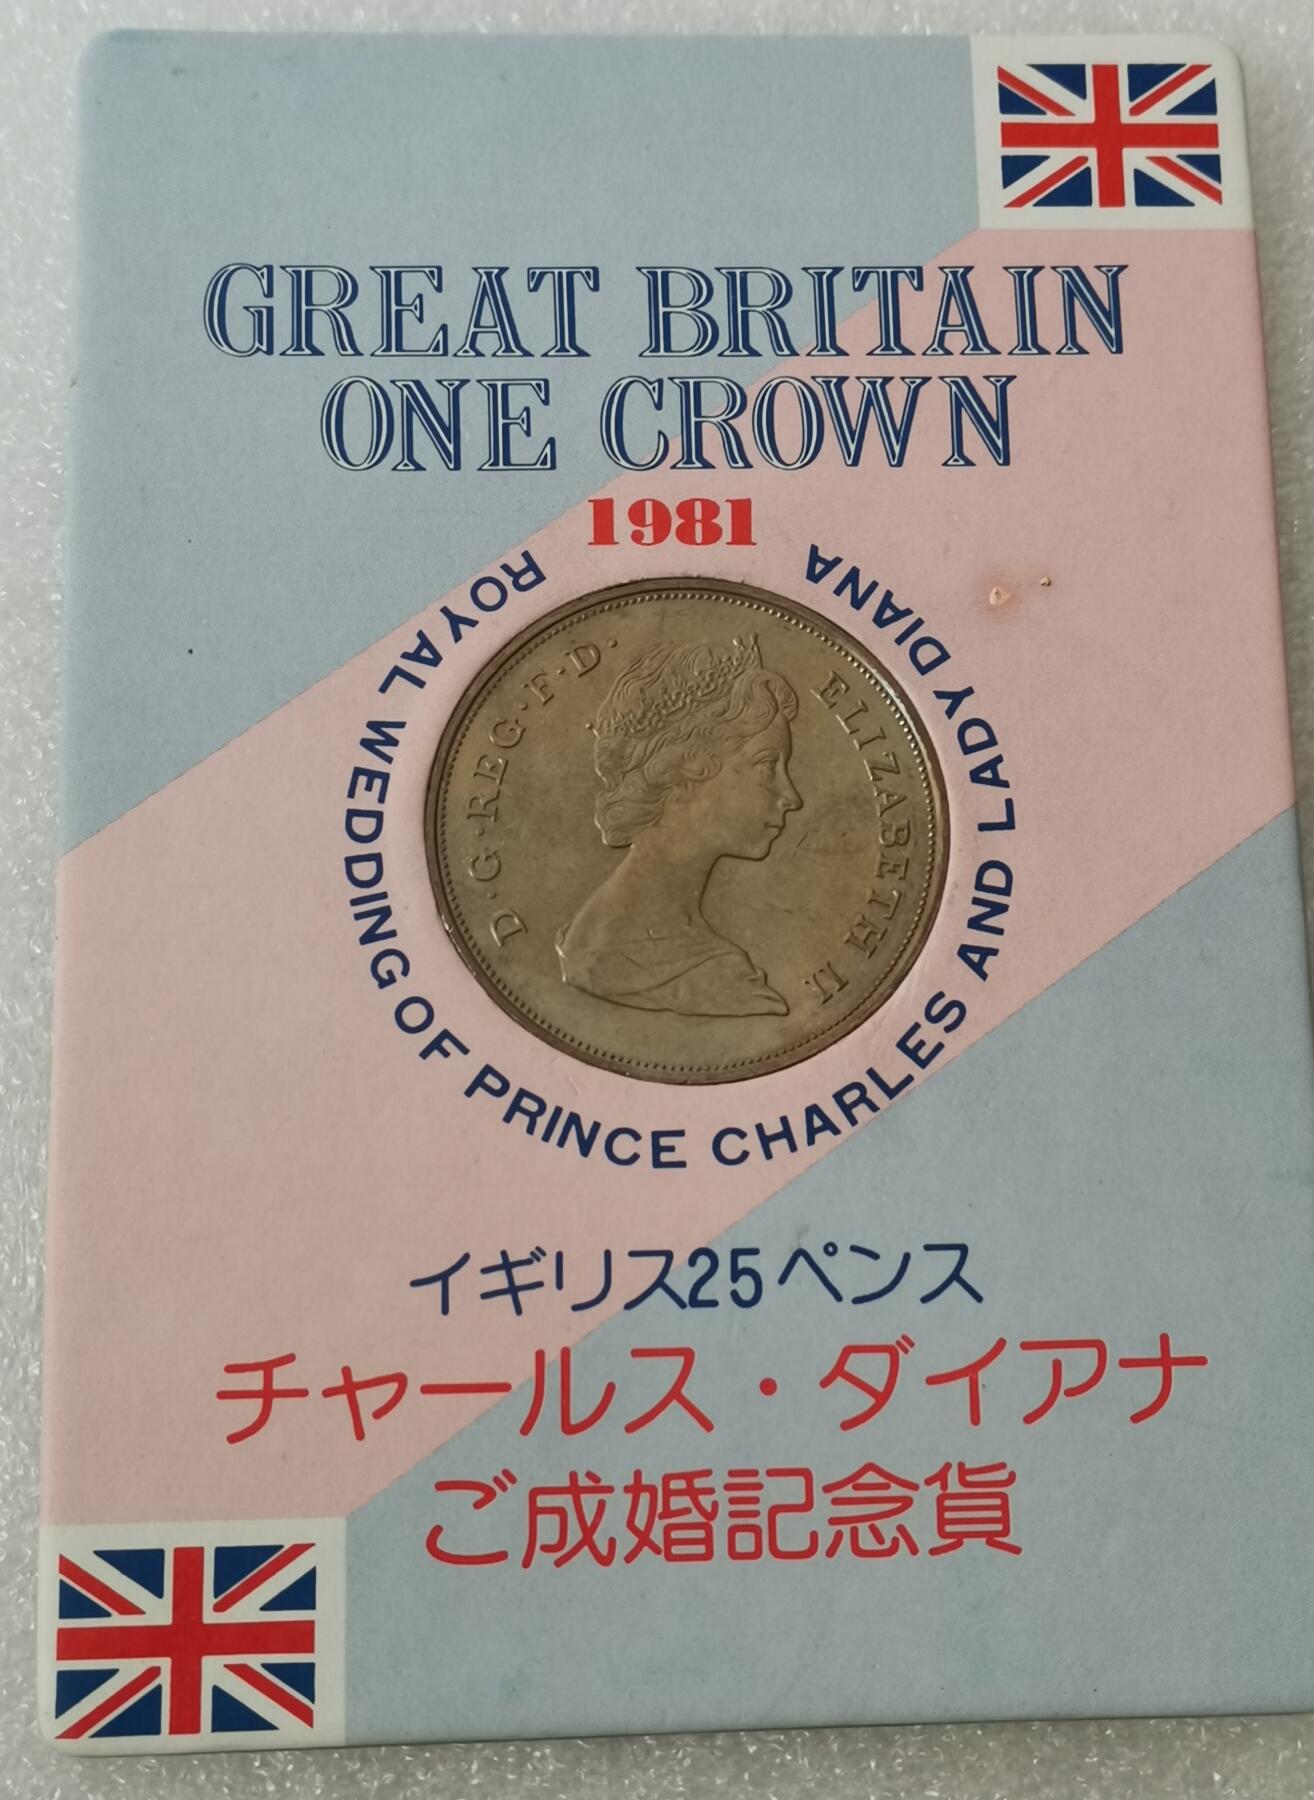 GREAT BRITAIN
ONE CROWN
1981
ROYAL WEDDING OF PRINCE CHARLES AND LADY DIANA
D·G·REG·F·D·
ELIZABETH II
イギリス25ペンス
チャールス・ダイアナ
ご成婚記念貨